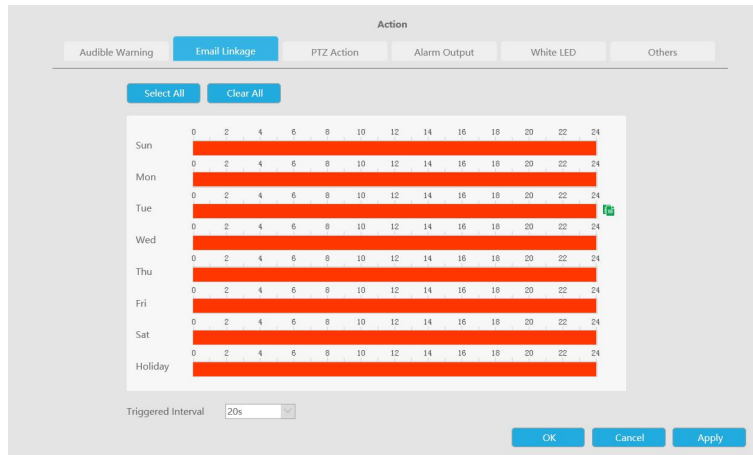 Action
Audible Warning Email Linkage PTZ Action Alarm Output White LED Others
Select All Clear All
0 2 4 6 8 10 12 14 16 18 20 22 24
Sun
0 2 4 6 8 10 12 14 16 18 20 22 24
Mon
0 2 4 6 8 10 12 14 16 18 20 22 24
Tue
0 2 4 6 8 10 12 14 16 18 20 22 24
Wed
0 2 4 6 8 10 12 14 16 18 20 22 24
Thu
0 2 4 6 8 10 12 14 16 18 20 22 24
Fri
0 2 4 6 8 10 12 14 16 18 20 22 24
Sat
0 2 4 6 8 10 12 14 16 18 20 22 24
Holiday
Triggered Interval 20s
OK Cancel Apply